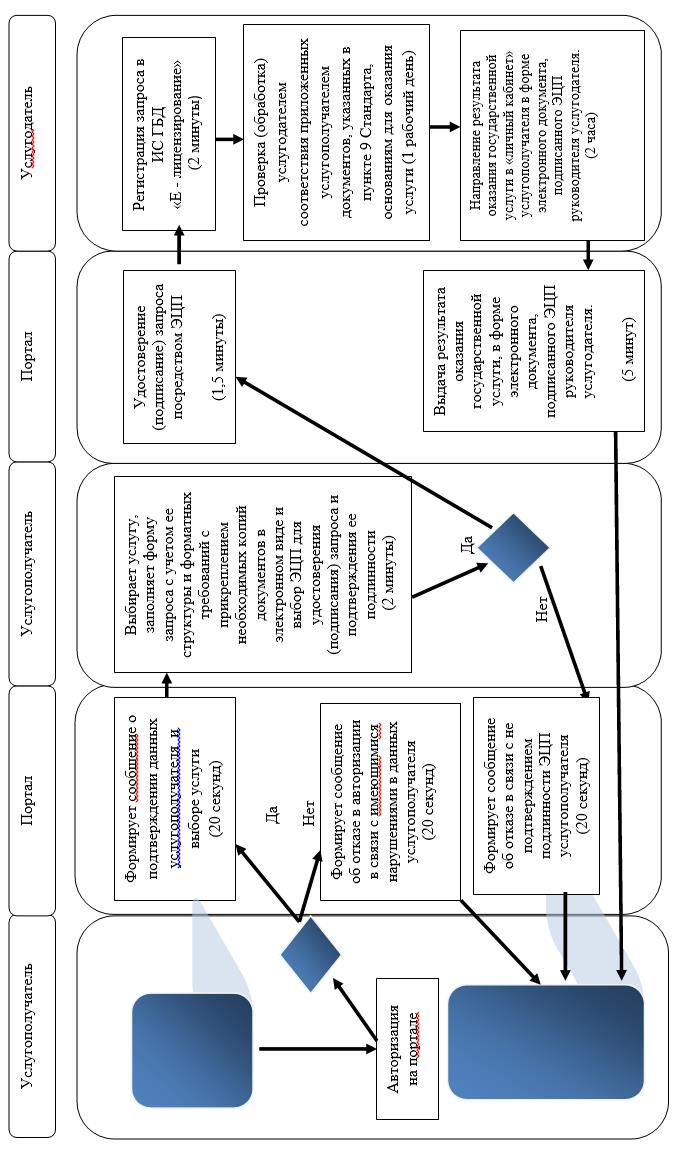 Услугополучатель
Портал
Услугополучатель
Портал
Услугодатель
Авторизация
на портале
Формирует сообщение о
подтверждении данных
услугополучателя и
выборе услуги
(20 секунд)
Да
Нет
Формирует сообщение
об отказе в авторизации
в связи с имеющимися
нарушениями в данных
услугополучателя
(20 секунд)
Формирует сообщение
об отказе в связи с не
подтверждением
подлинности ЭЦП
услугополучателя
(20 секунд)
Выбирает услугу,
заполняет форму
запроса с учетом ее
структуры и форматных
требований с
прикреплением
необходимых копий
документов в
электронном виде и
выбор ЭЦП для
удостоверения
(подписания) запроса и
подтверждения ее
подлинности
(2 минуты)
Да
Нет
Удостоверение
(подписание) запроса
посредством ЭЦП
(1,5 минуты)
Выдача результата
оказания
государственной
услуги, в форме
электронного
документа,
подписанного ЭЦП
руководителя
услугодателя.
(5 минут)
Регистрация запроса в
ИС ГБД
«Е - лицензирование»
(2 минуты)
Проверка (обработка)
услугодателем
соответствия приложенных
услугополучателем
документов, указанных в
пункте 9 Стандарта,
основаниям для оказания
услуги (1 рабочий день)
Направление результата
оказания государственной
услуги в «личный кабинет»
услугополучателя в форме
электронного документа,
подписанного ЭЦП
руководителя услугодателя.
(2 часа)